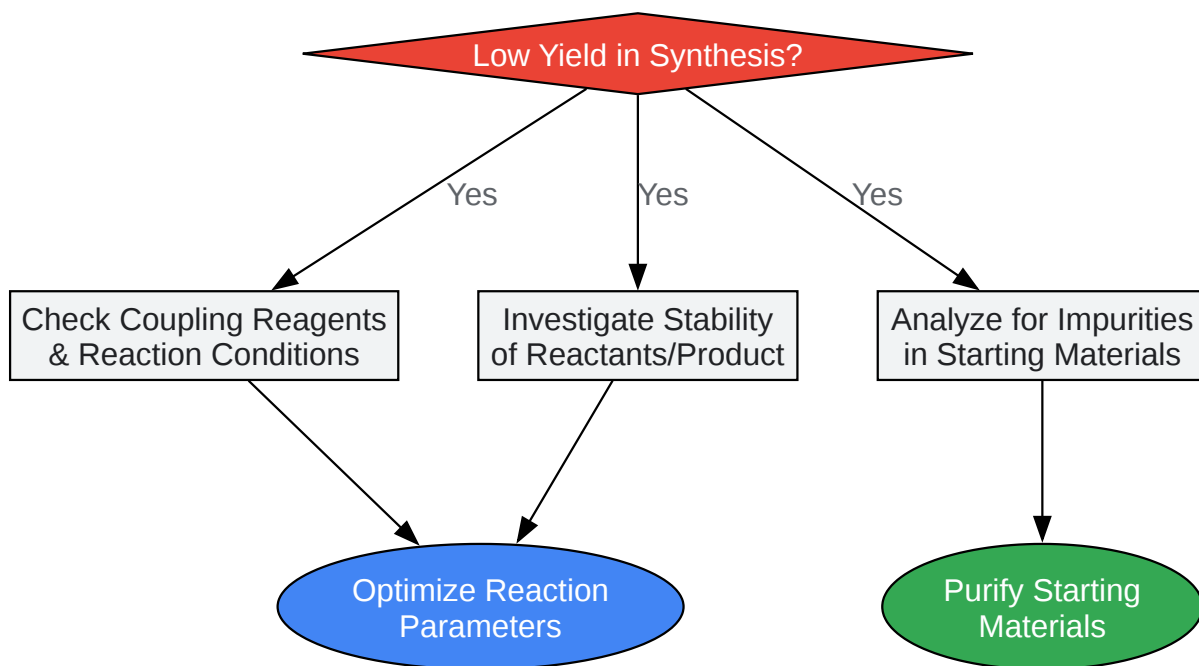 Low Yield in Synthesis?
Yes
Yes
Yes
Check Coupling Reagents
& Reaction Conditions
Investigate Stability
of Reactants/Product
Analyze for Impurities
in Starting Materials
Optimize Reaction
Parameters
Purify Starting
Materials